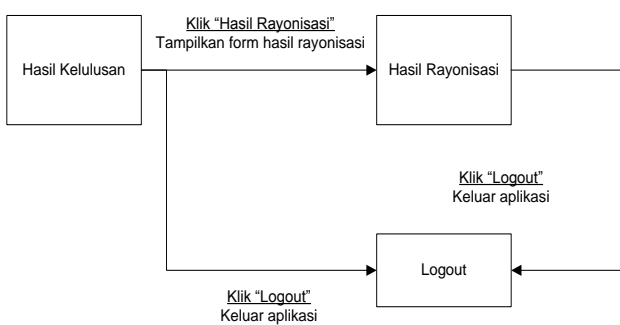 Klik “Hasil Rayonisasi”
Tampilkan form hasil rayonisasi
Hasil Kelulusan
Hasil Rayonisasi
Klik “Logout”
Keluar aplikasi
Logout
Klik “Logout”
Keluar aplikasi